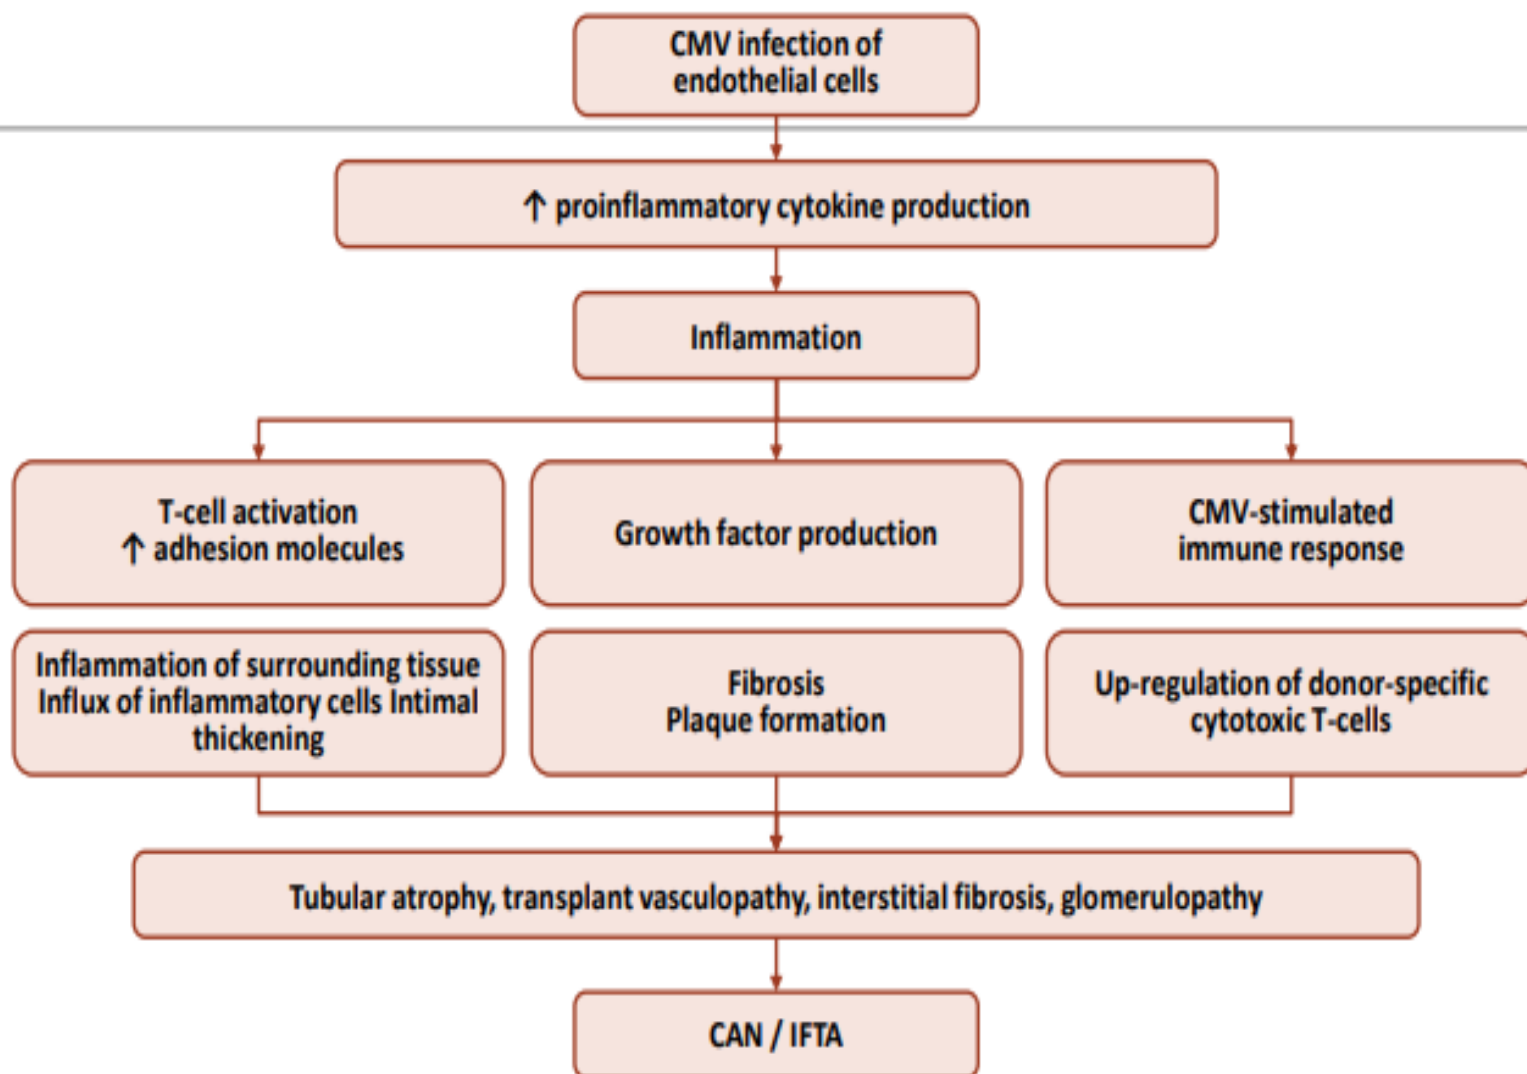 CMV infection of
endothelial cells
↑ proinflammatory cytokine production
Inflammation
T-cell activation
↑ adhesion molecules
Growth factor production
CMV-stimulated
immune response
Inflammation of surrounding tissue
Influx of inflammatory cells Intimal
thickening
Fibrosis
Plaque formation
Up-regulation of donor-specific
cytotoxic T-cells
Tubular atrophy, transplant vasculopathy, interstitial fibrosis, glomerulopathy
CAN / IFTA